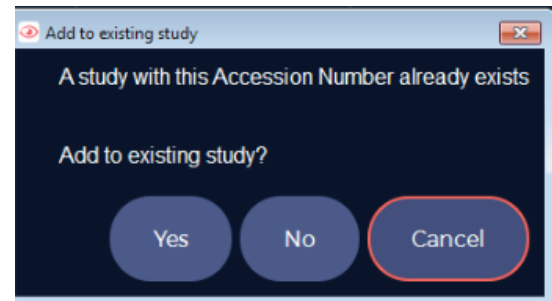 Add to existing study
A study with this Accession Number already exists
Add to existing study?
Yes No Cancel